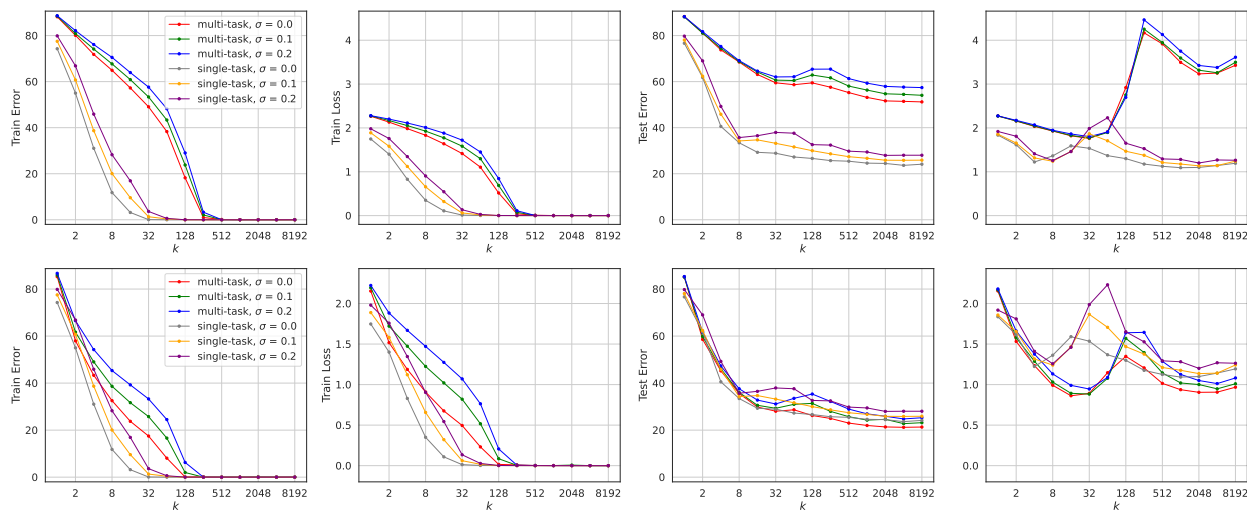 Train Error
80
60
40
20
0
2 8 32 128 512 2048 8192
k
multi-task, σ = 0.0
multi-task, σ = 0.1
multi-task, σ = 0.2
single-task, σ = 0.0
single-task, σ = 0.1
single-task, σ = 0.2
Train Loss
4
3
2
1
0
2 8 32 128 512 2048 8192
k
Test Error
80
60
40
20
0
2 8 32 128 512 2048 8192
k
4
3
2
1
0
2 8 32 128 512 2048 8192
k
Train Error
80
60
40
20
0
2 8 32 128 512 2048 8192
k
multi-task, σ = 0.0
multi-task, σ = 0.1
multi-task, σ = 0.2
single-task, σ = 0.0
single-task, σ = 0.1
single-task, σ = 0.2
Train Loss
2.0
1.5
1.0
0.5
0.0
2 8 32 128 512 2048 8192
k
Test Error
80
60
40
20
0
2 8 32 128 512 2048 8192
k
2.0
1.5
1.0
0.5
0.0
2 8 32 128 512 2048 8192
k